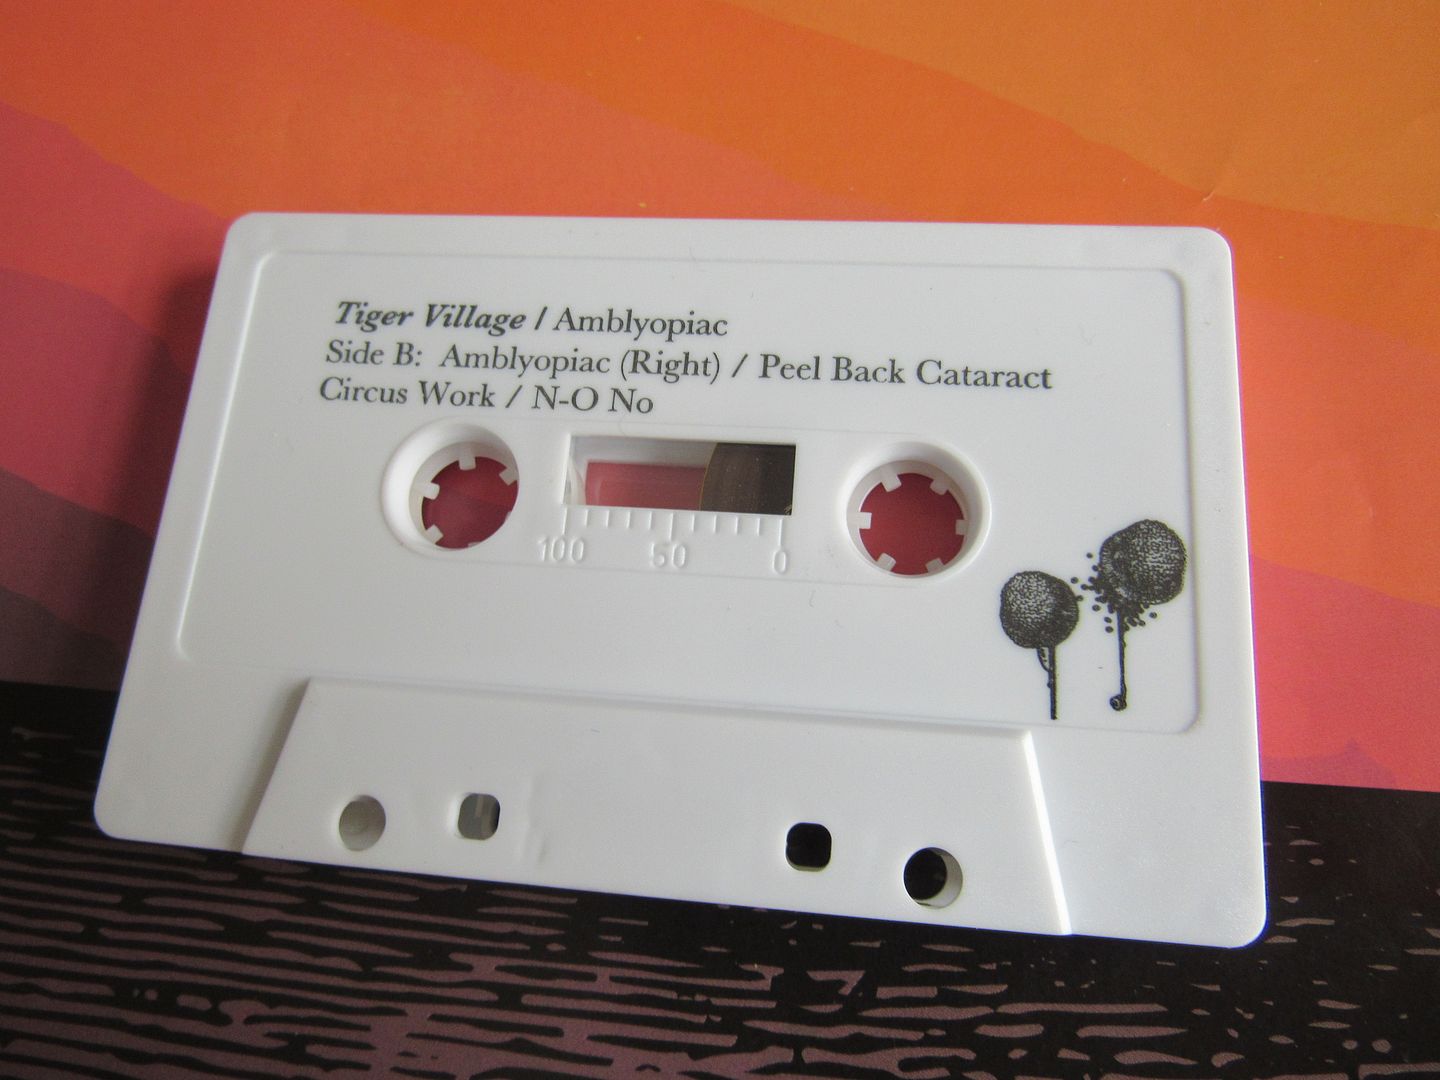 Tiger Village / Amblyopiac
Side B: Amblyopiac (Right) / Peel Back Cataract
Circus Work / N-O No
100 50 0